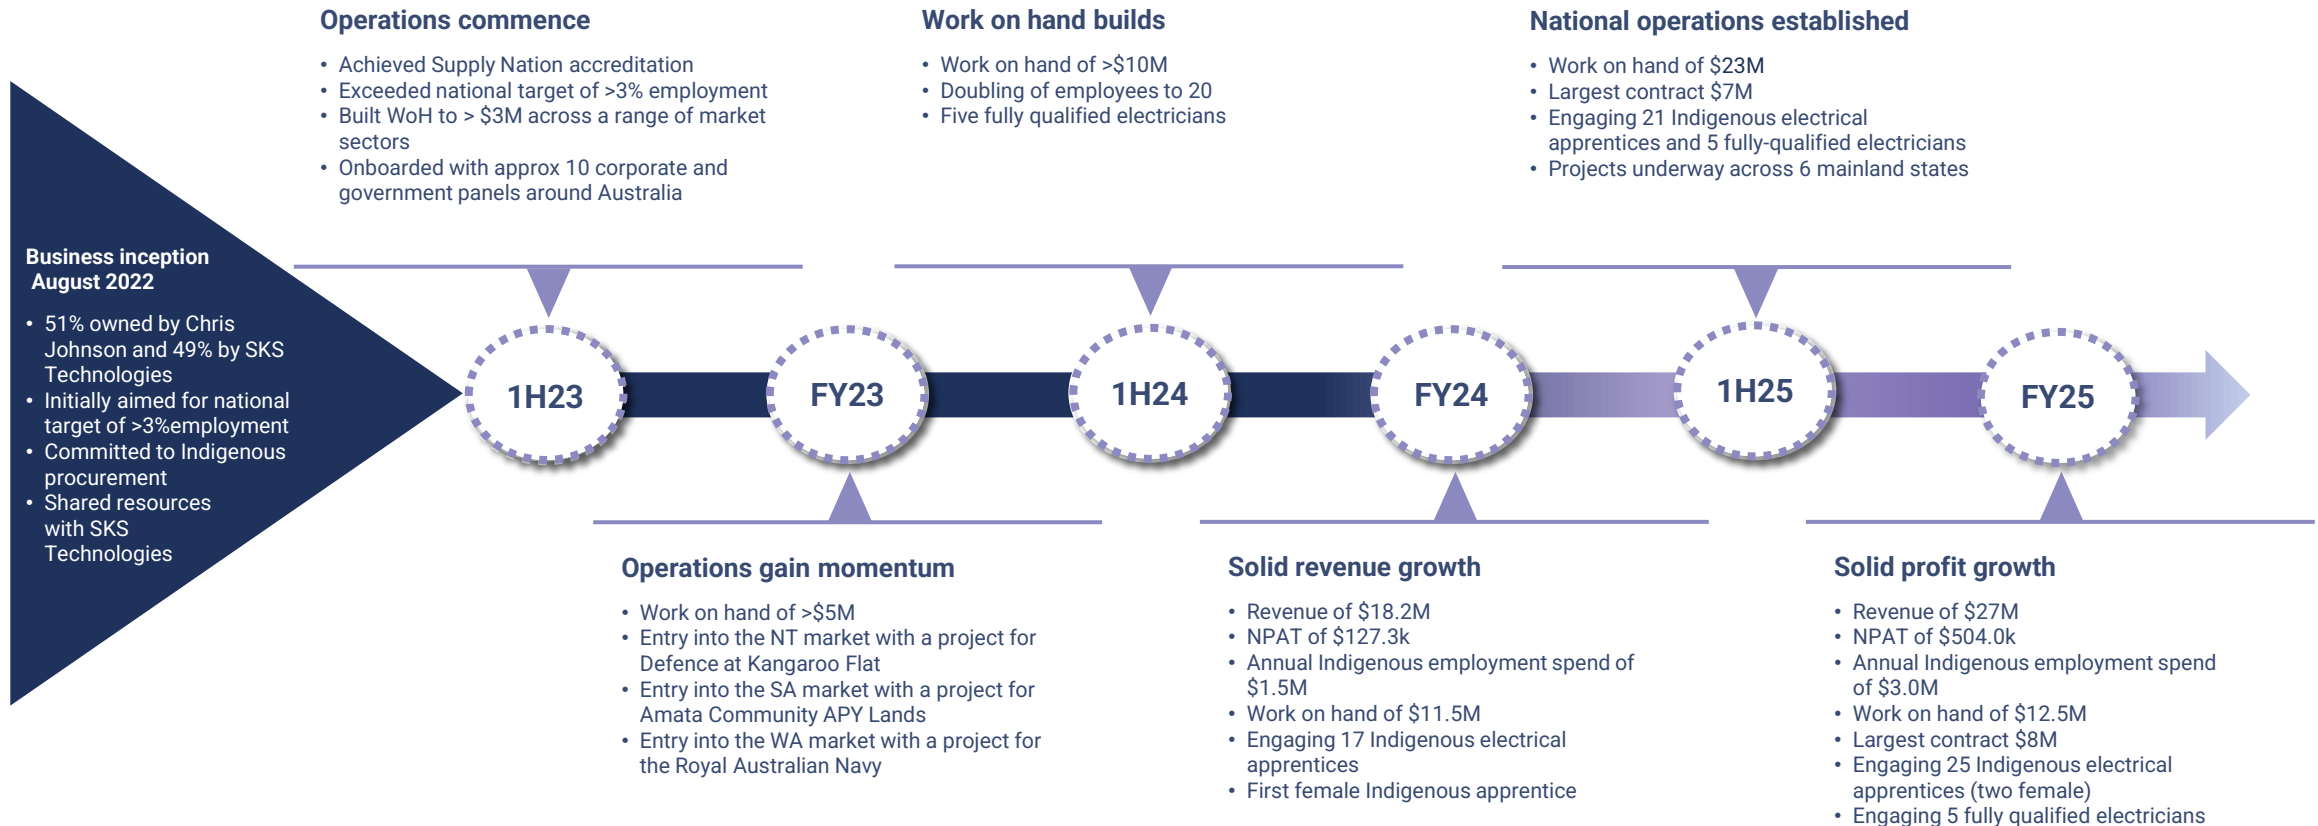 Business inception
August 2022
• 51% owned by Chris
Johnson and 49% by SKS
Technologies
• Initially aimed for national
target of >3%employment
• Committed to Indigenous
procurement
• Shared resources
with SKS
Technologies
Operations commence
• Achieved Supply Nation accreditation
• Exceeded national target of >3% employment
• Built WoH to > $3M across a range of market
sectors
• Onboarded with approx 10 corporate and
government panels around Australia
Work on hand builds
• Work on hand of >$10M
• Doubling of employees to 20
• Five fully qualified electricians
National operations established
• Work on hand of $23M
• Largest contract $7M
• Engaging 21 Indigenous electrical
apprentices and 5 fully-qualified electricians
• Projects underway across 6 mainland states
1H23
FY23
1H24
FY24
1H25
FY25
Operations gain momentum
• Work on hand of >$5M
• Entry into the NT market with a project for
Defence at Kangaroo Flat
• Entry into the SA market with a project for
Amata Community APY Lands
• Entry into the WA market with a project for
the Royal Australian Navy
Solid revenue growth
• Revenue of $18.2M
• NPAT of $127.3k
• Annual Indigenous employment spend of
$1.5M
• Work on hand of $11.5M
• Engaging 17 Indigenous electrical
apprentices
• First female Indigenous apprentice
Solid profit growth
• Revenue of $27M
• NPAT of $504.0k
• Annual Indigenous employment spend
of $3.0M
• Work on hand of $12.5M
• Largest contract $8M
• Engaging 25 Indigenous electrical
apprentices (two female)
• Engaging 5 fully qualified electricians